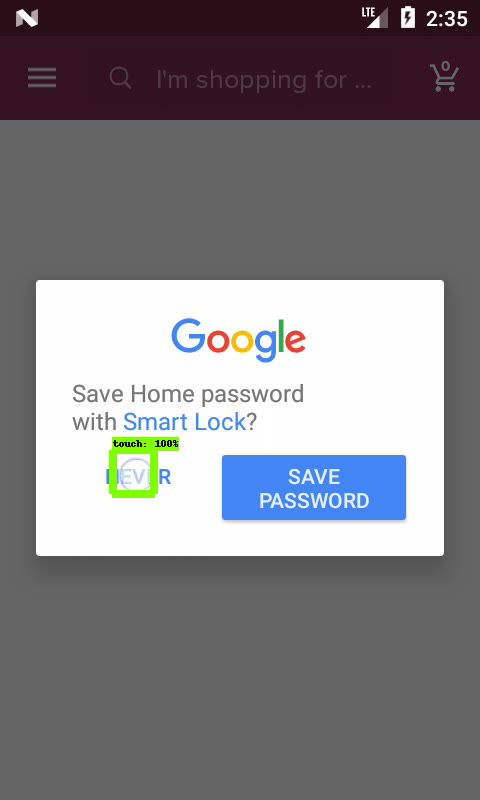 LTE 2:35
I'm shopping for ...
0
Google
Save Home password
with Smart Lock?
touch: 100%
NEVER
SAVE
PASSWORD